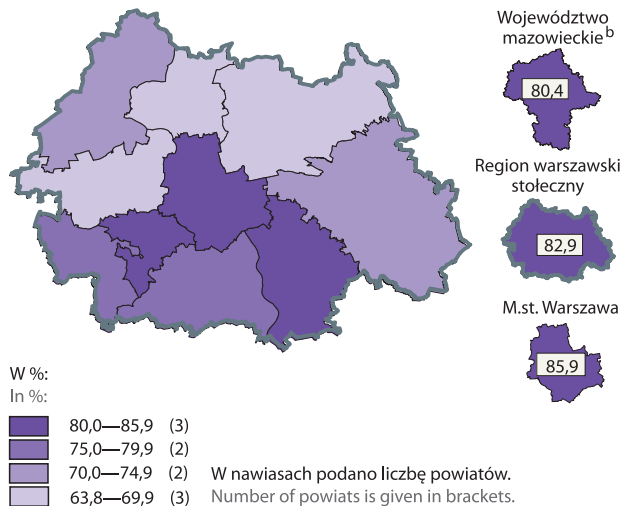 Województwo
mazowieckie b
80,4
Region warszawski
stołeczny
82,9
M.st. Warszawa
85,9
W %:
In %:
80,0—85,9 (3)
75,0—79,9 (2)
70,0—74,9 (2)
63,8—69,9 (3)
W nawiasach podano liczbę powiatów.
Number of powiats is given in brackets.